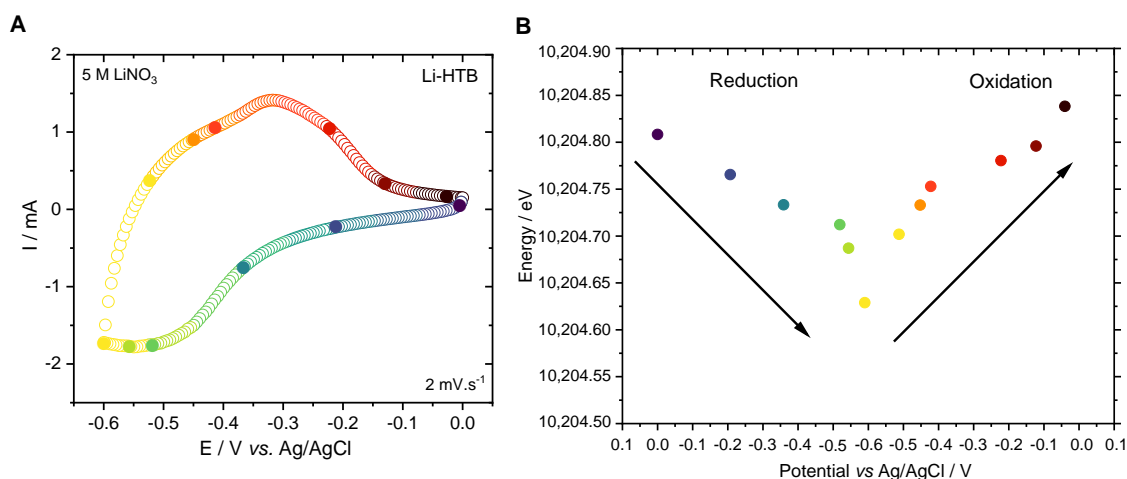 A
5 M LiNO3
Li-HTB
1
0
-1
-2
I / mA
2 mV.s-1
-0.6 -0.5 -0.4 -0.3 -0.2 -0.1 0.0
E / V vs. Ag/AgCl
B
10,204.90
10,204.85
10,204.80
10,204.75
10,204.70
10,204.65
10,204.60
10,204.55
10,204.50
Energy / eV
Reduction
Oxidation
0.1 0.0 -0.1 -0.2 -0.3 -0.5 -0.6 -0.5 -0.5 -0.3 -0.2 -0.1 0.0 0.1
Potential vs Ag/AgCl / V